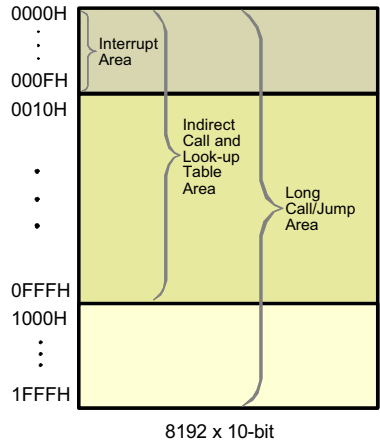 0000H
Interrupt
Area
000FH
0010H
Indirect
Call and
Look-up
Table
Area
Long
Call/Jump
Area
0FFFH
1000H
1FFFH
8192 x 10-bit